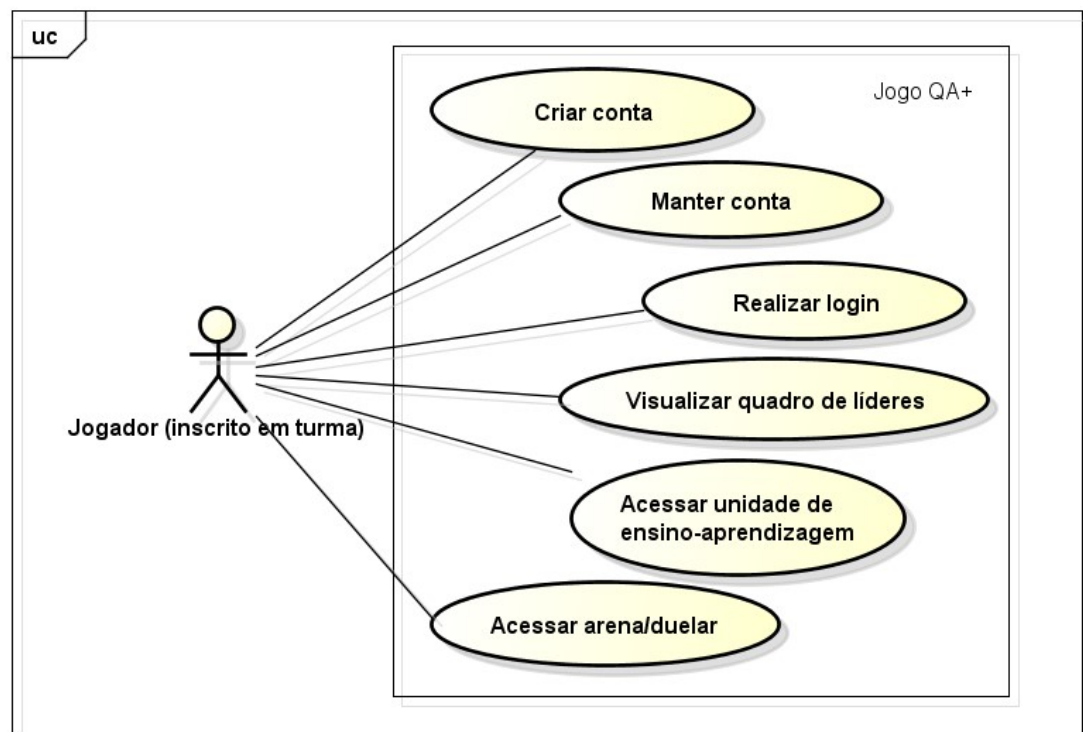 uc
Jogo QA+
Criar conta
Manter conta
Realizar login
Visualizar quadro de líderes
Acessar unidade de
ensino-aprendizagem
Acessar arena/duelar
Jogador (inscrito em turma)